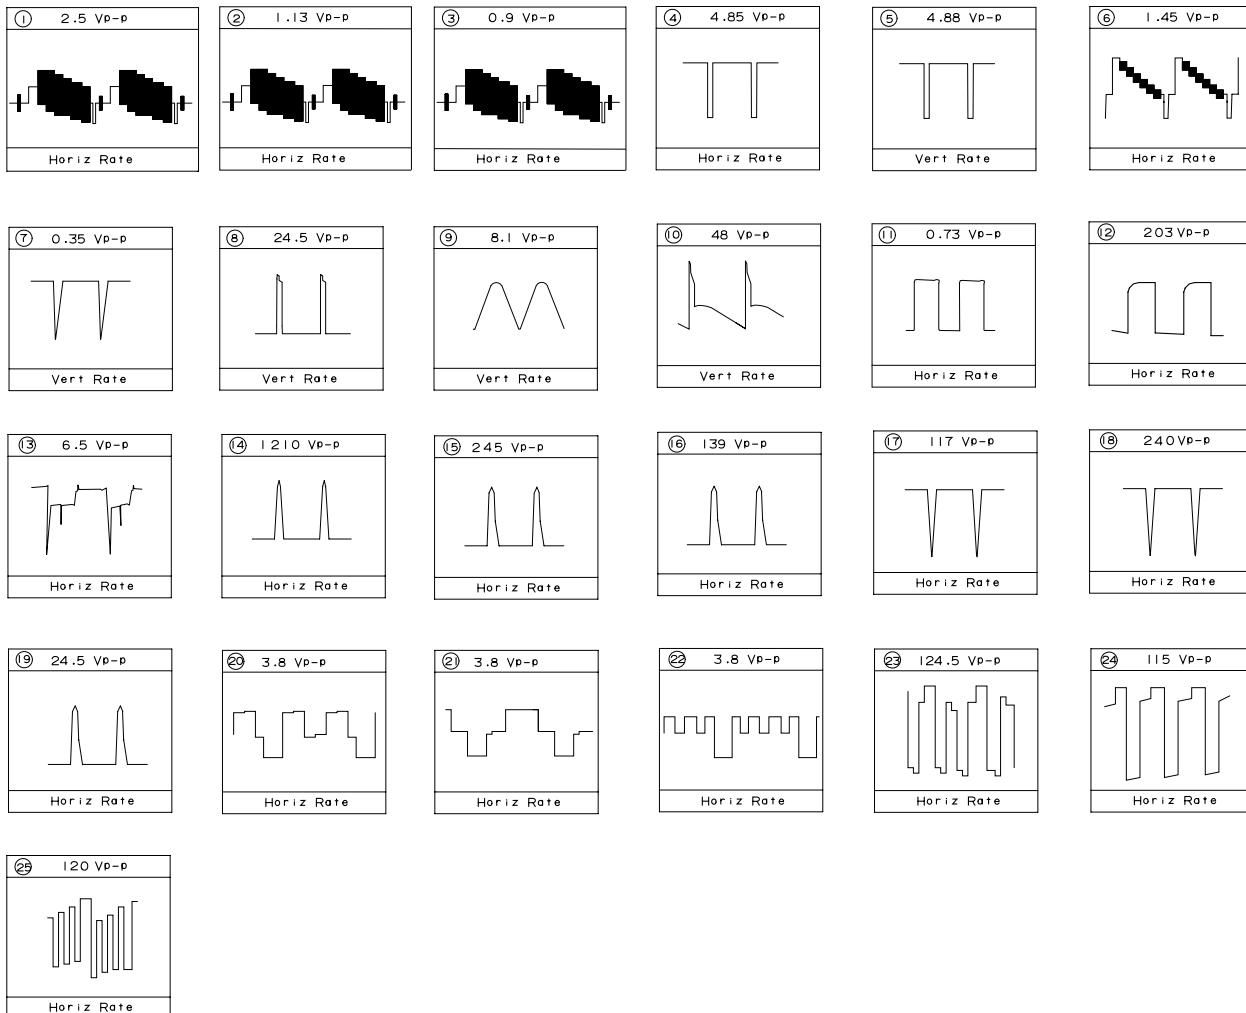 1 2.5 Vp-p
Horiz Rate
2 1.13 Vp-p
Horiz Rate
3 0.9 Vp-p
Horiz Rate
4 4.85 Vp-p
Horiz Rate
5 4.88 Vp-p
Vert Rate
6 1.45 Vp-p
Horiz Rate
7 0.35 Vp-p
Vert Rate
8 24.5 Vp-p
Vert Rate
9 8.1 Vp-p
Vert Rate
10 48 Vp-p
Vert Rate
11 0.73 Vp-p
Horiz Rate
12 203 Vp-p
Horiz Rate
13 6.5 Vp-p
Horiz Rate
14 1210 Vp-p
Horiz Rate
15 245 Vp-p
Horiz Rate
16 139 Vp-p
Horiz Rate
17 117 Vp-p
Horiz Rate
18 240 Vp-p
Horiz Rate
19 24.5 Vp-p
Horiz Rate
20 3.8 Vp-p
Horiz Rate
21 3.8 Vp-p
Horiz Rate
22 3.8 Vp-p
Horiz Rate
23 124.5 Vp-p
Horiz Rate
24 115 Vp-p
Horiz Rate
25 120 Vp-p
Horiz Rate